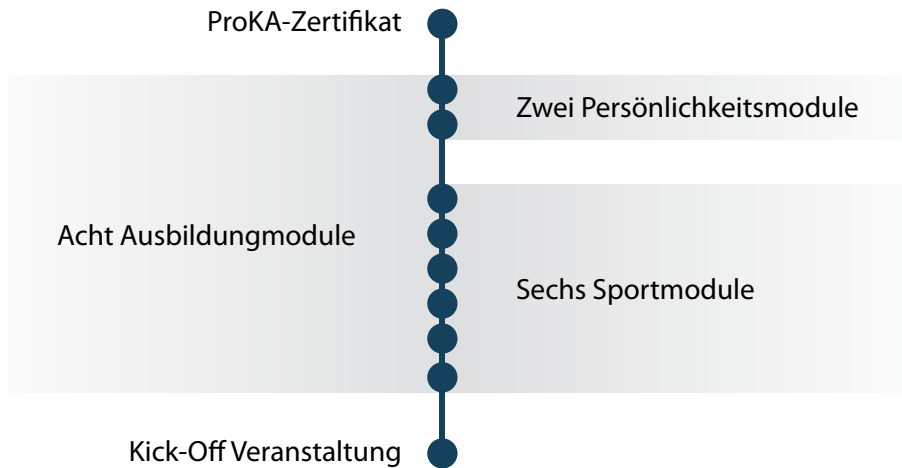 ProKA-Zertifikat
Zwei Persönlichkeitsmodule
Acht Ausbildungmodule
Sechs Sportmodule
Kick-Off Veranstaltung